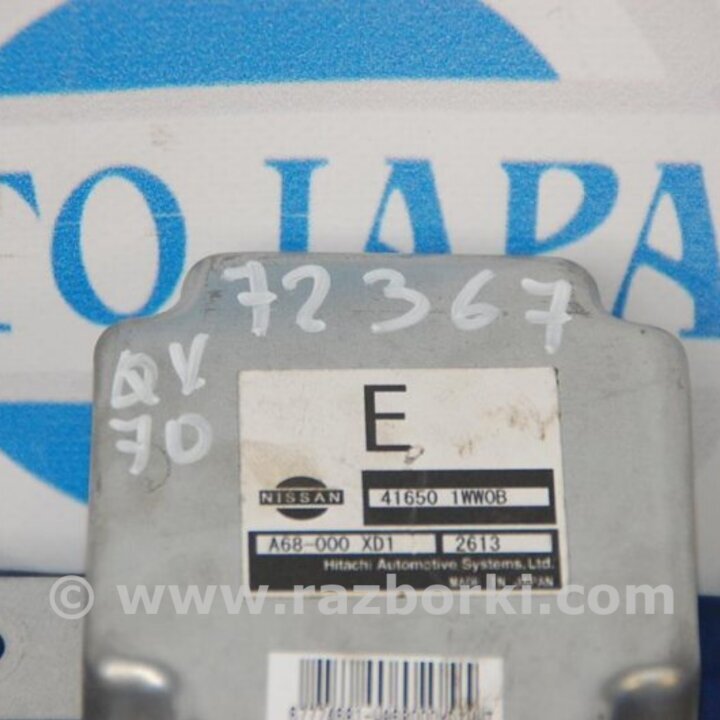 TO JAPA
72367
QX
70
E
NISSAN
41650 1WW0B
A68-000 XD1
2613
Hitachi Automotive Systems, Ltd.
MADE IN JAPAN
© www.razborki.com